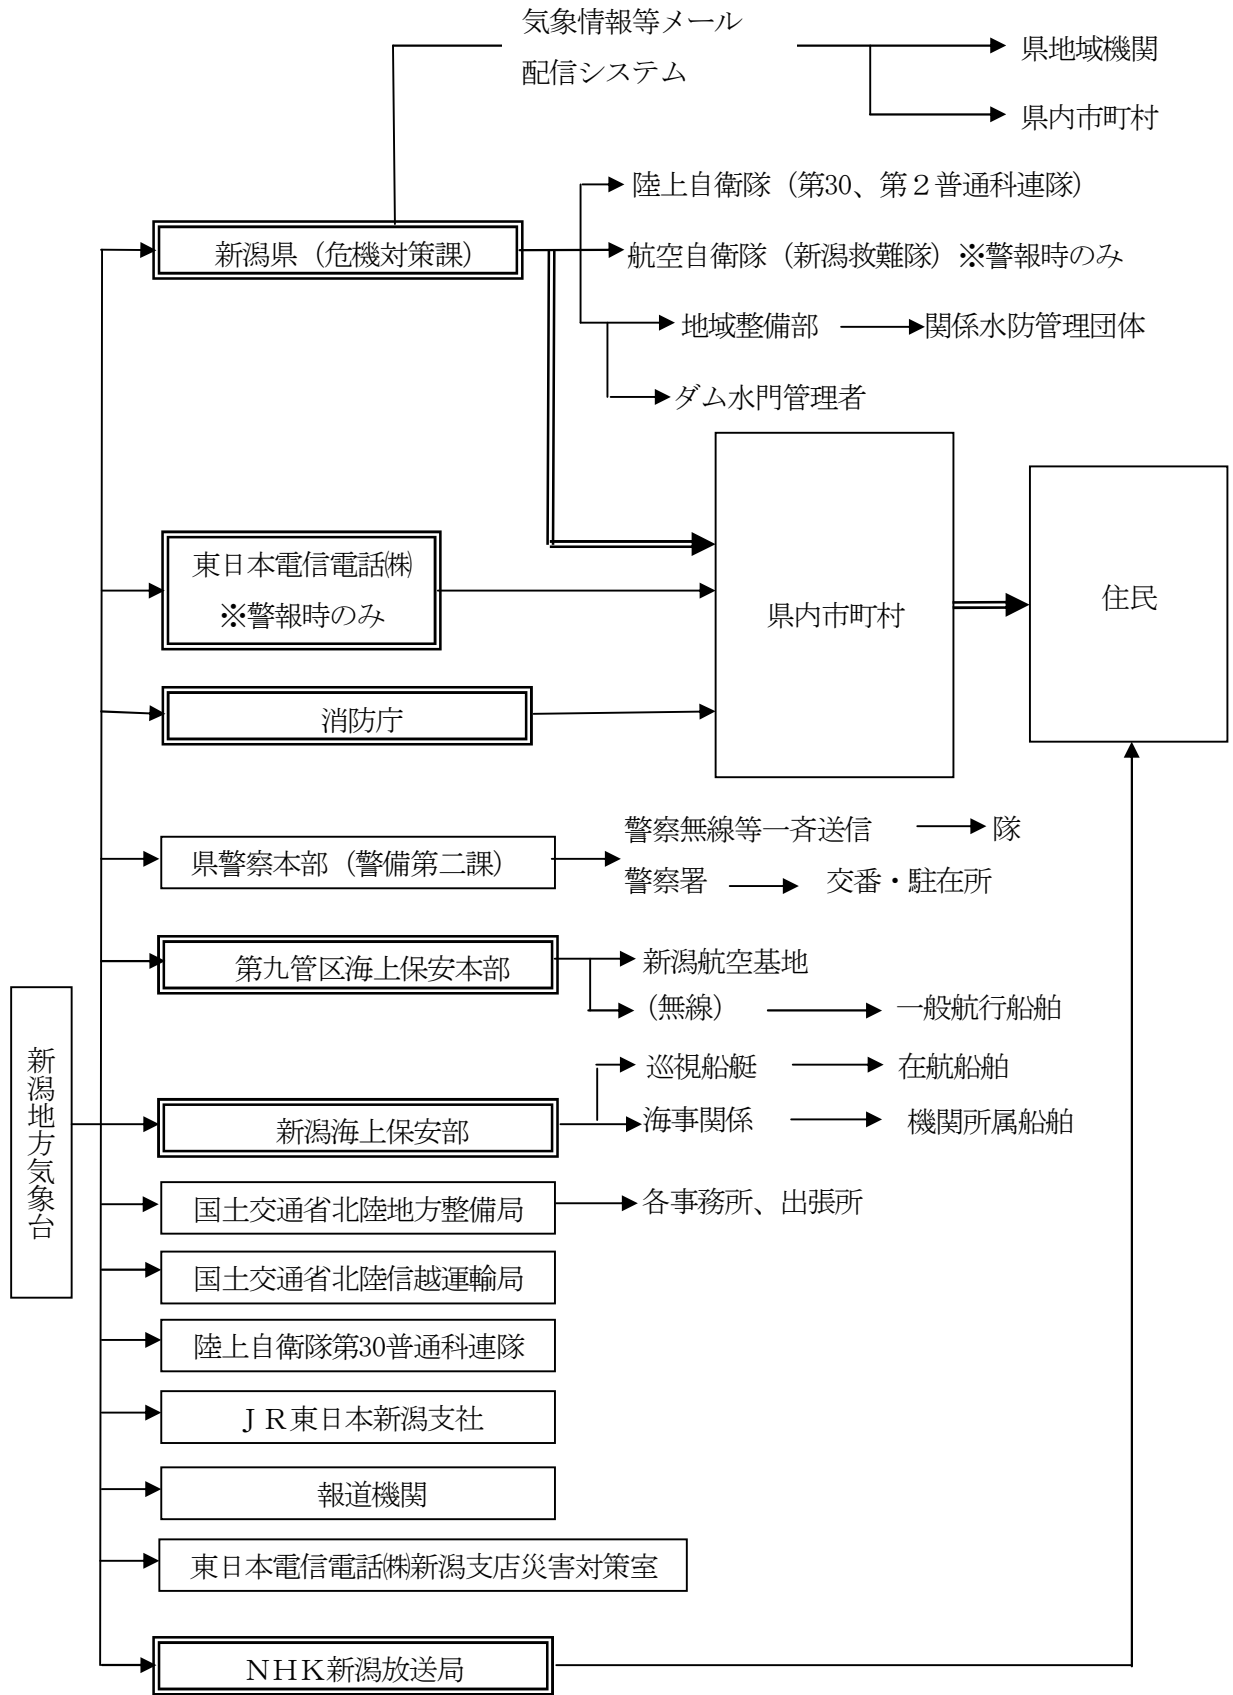 気象情報等メール
配信システム
県地域機関
県内市町村
陸上自衛隊（第30、第２普通科連隊）
新潟県（危機対策課）
航空自衛隊（新潟救難隊）※警報時のみ
地域整備部
関係水防管理団体
ダム水門管理者
東日本電信電話㈱
※警報時のみ
県内市町村
住民
消防庁
警察無線等一斉送信
隊
県警察本部（警備第二課）
警察署
交番・駐在所
第九管区海上保安本部
新潟航空基地
（無線）
一般航行船舶
新潟地方気象台
巡視船艇
在航船舶
新潟海上保安部
海事関係
機関所属船舶
国土交通省北陸地方整備局
各事務所、出張所
国土交通省北陸信越運輸局
陸上自衛隊第30普通科連隊
ＪＲ東日本新潟支社
報道機関
東日本電信電話㈱新潟支店災害対策室
ＮＨＫ新潟放送局